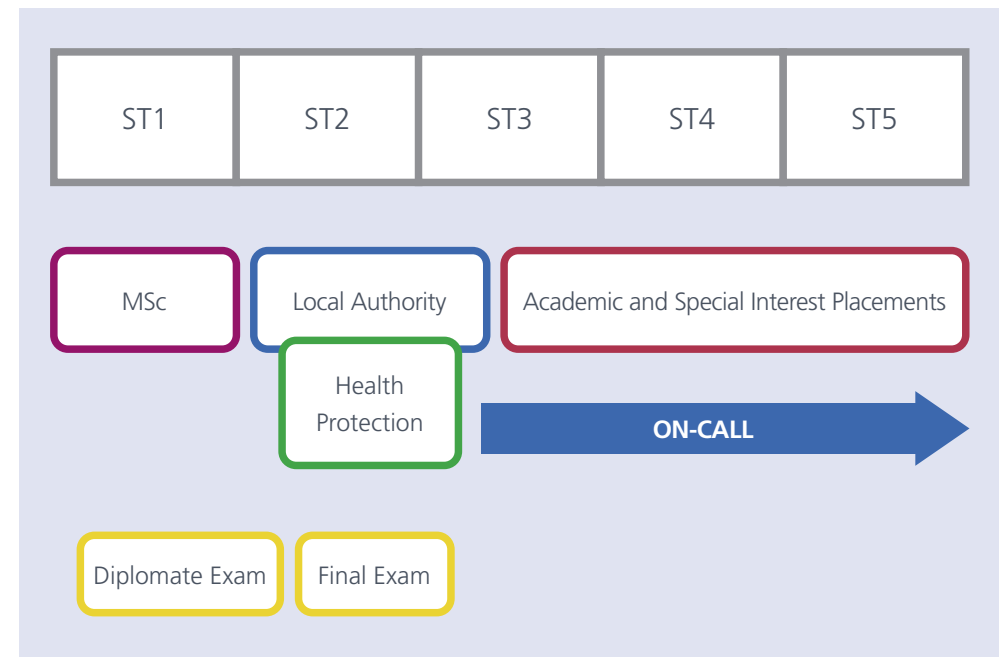 ST1 ST2 ST3 ST4 ST5
MSc
Local Authority
Academic and Special Interest Placements
Health
Protection
ON-CALL
Diplomate Exam
Final Exam